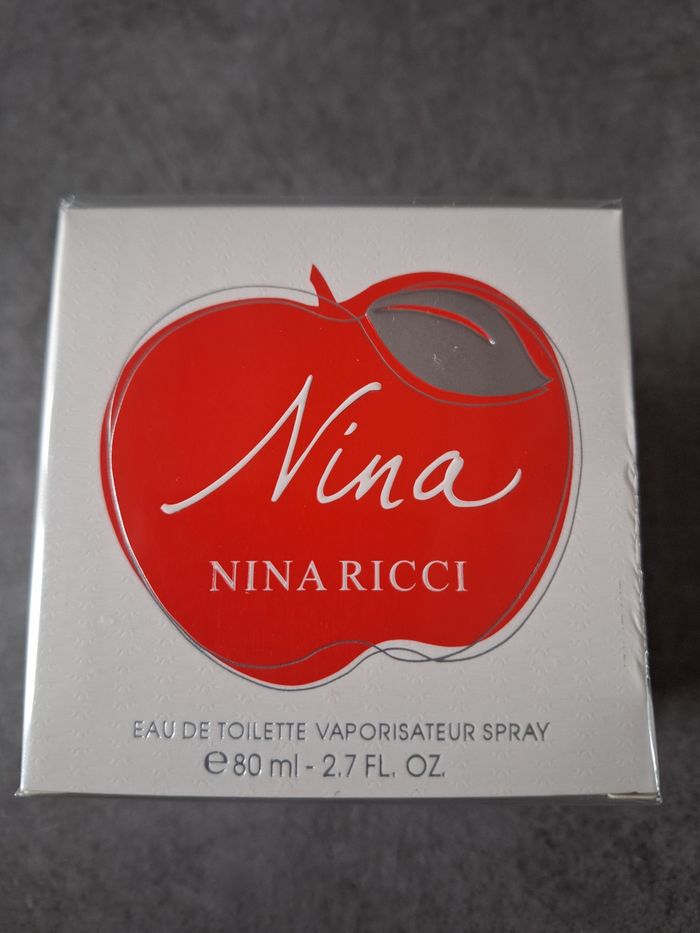 Nina
NINA RICCI
EAU DE TOILETTE VAPORISATEUR SPRAY
℮80 ml - 2.7 FL. OZ.